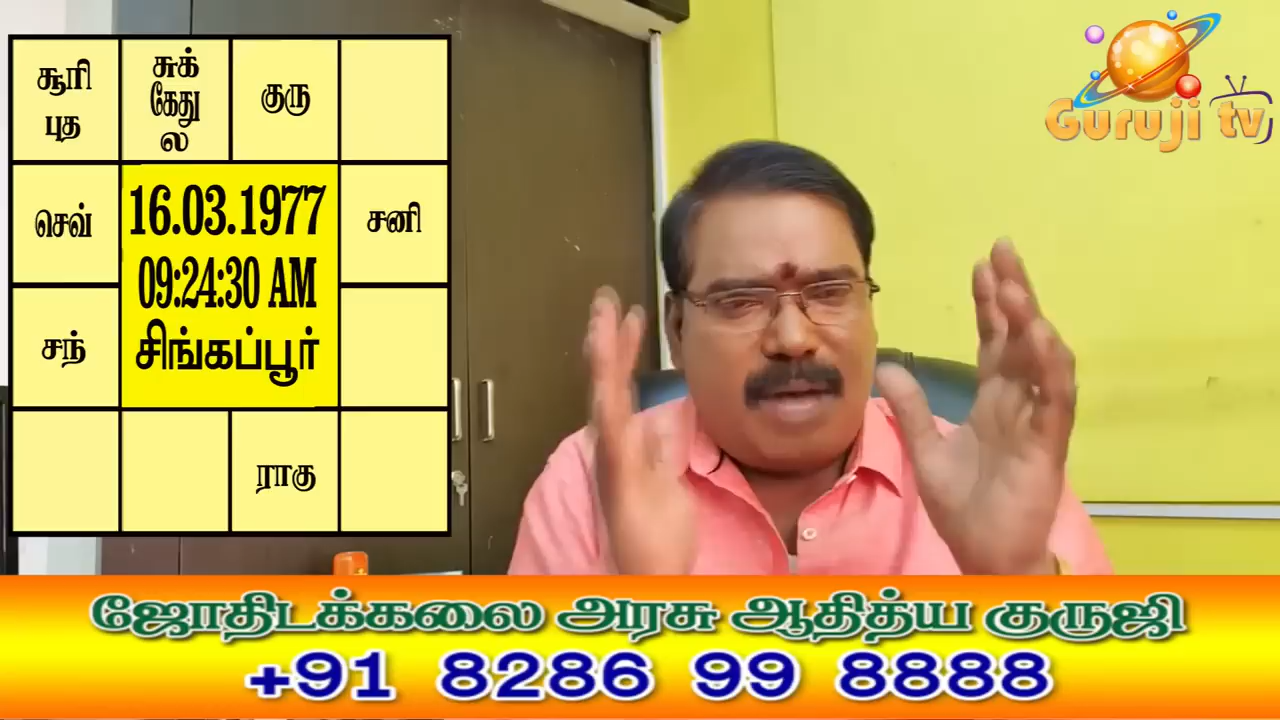 சூரி
புத
சுக்
கேது
ல
குரு
செவ்
16.03.1977
09:24:30 AM
சிங்கப்பூர்
சனி
சந்
ராகு
Guruji tv
ஜோதிடக்கலை அரசு ஆதித்ய குருஜி
+91 8286 99 8888